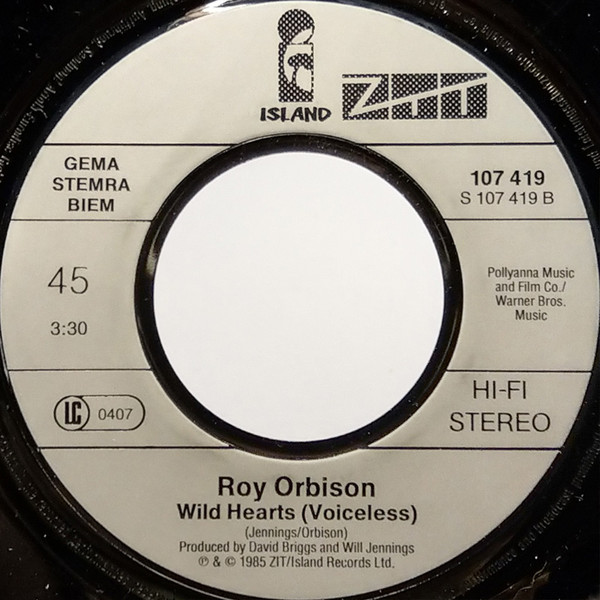 ISLAND
ZTT
GEMA
STEMRA
BIEM
107 419
S 107 419 B
45
3:30
Pollyanna Music
and Film Co./
Warner Bros.
Music
LC 0407
HI-FI
STEREO
Roy Orbison
Wild Hearts (Voiceless)
(Jennings/Orbison)
Produced by David Briggs and Will Jennings
℗ & © 1985 ZIT/Island Records Ltd.